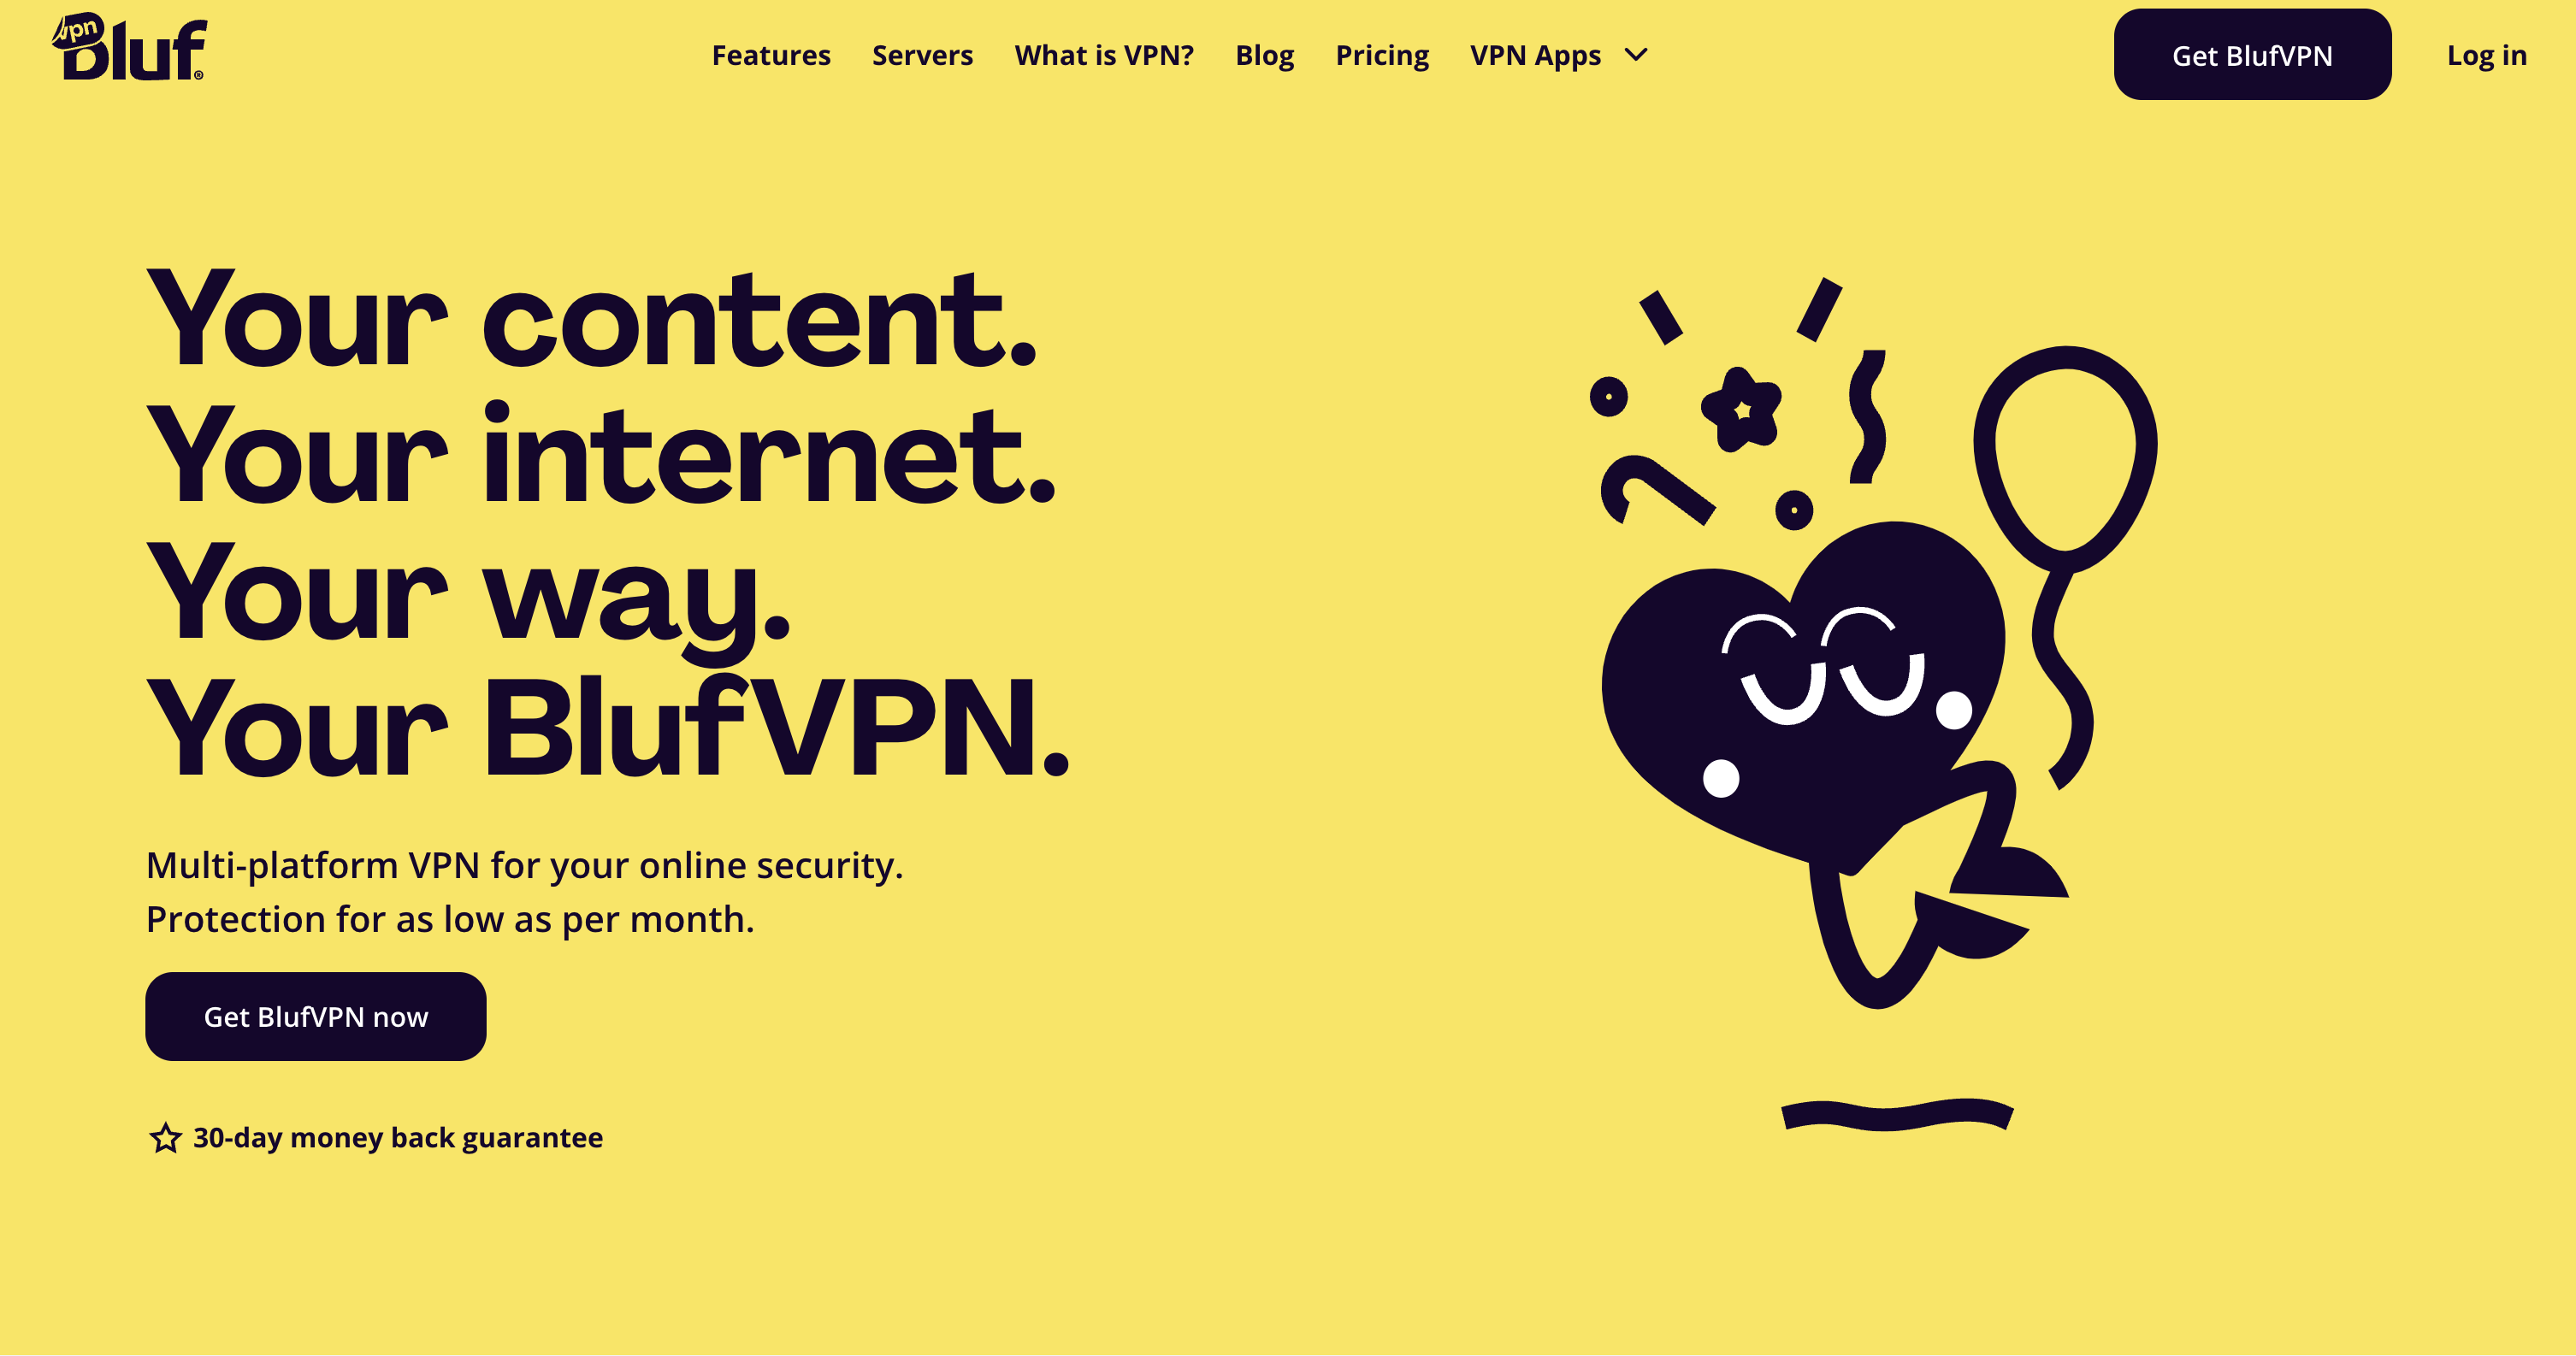 vpn
Bluf®
Features Servers What is VPN? Blog Pricing VPN Apps Get BlufVPN Log in
Your content.
Your internet.
Your way.
Your BlufVPN.
Multi-platform VPN for your online security.
Protection for as low as per month.
Get BlufVPN now
30-day money back guarantee